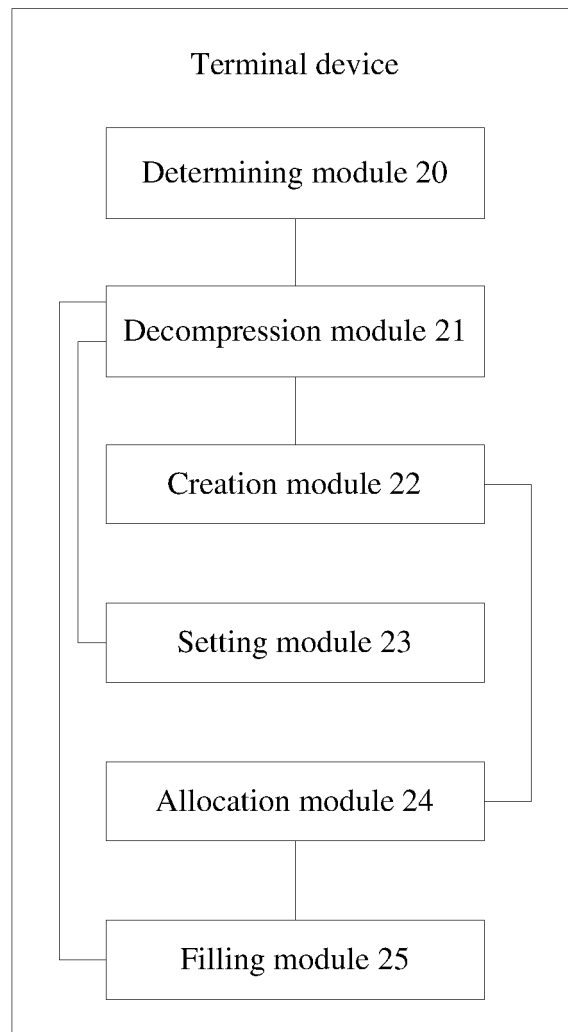 Terminal device
Determining module 20
Decompression module 21
Creation module 22
Setting module 23
Allocation module 24
Filling module 25